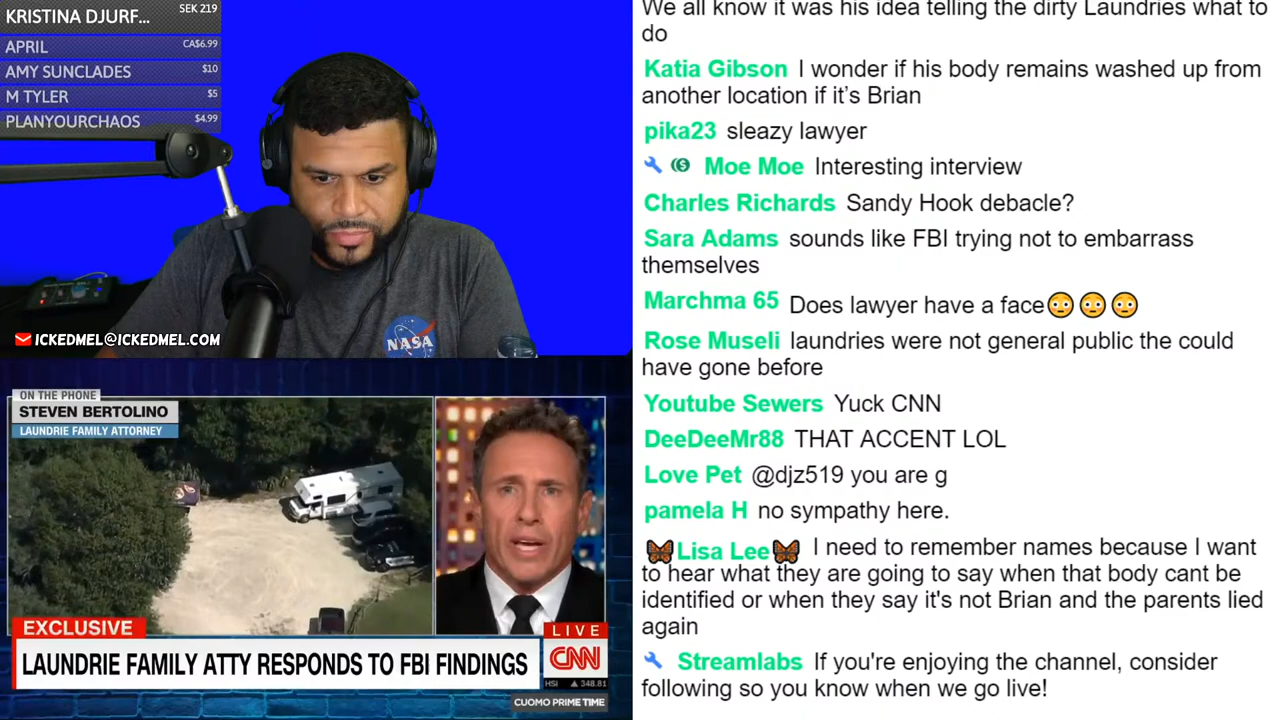 KRISTINA DJURF... SEK 219
APRIL CA$6.99
AMY SUNCLADES $10
M TYLER $5
PLANYOURCHAOS $4.99
NASA
ICKEDMEL@ICKEDMEL.COM
ON THE PHONE
STEVEN BERTOLINO
LAUNDRIE FAMILY ATTORNEY
EXCLUSIVE
LAUNDRIE FAMILY ATTY RESPONDS TO FBI FINDINGS
LIVE
CNN
HSI ▲ 348.81
CUOMO PRIME TIME
We all know it was his idea telling the dirty Laundries what to
do
Katia Gibson I wonder if his body remains washed up from
another location if it’s Brian
pika23 sleazy lawyer
Moe Moe Interesting interview
Charles Richards Sandy Hook debacle?
Sara Adams sounds like FBI trying not to embarrass
themselves
Marchma 65 Does lawyer have a face😳😳😳
Rose Museli laundries were not general public the could
have gone before
Youtube Sewers Yuck CNN
DeeDeeMr88 THAT ACCENT LOL
Love Pet @djz519 you are g
pamela H no sympathy here.
🦋Lisa Lee🦋 I need to remember names because I want
to hear what they are going to say when that body cant be
identified or when they say it's not Brian and the parents lied
again
Streamlabs If you're enjoying the channel, consider
following so you know when we go live!